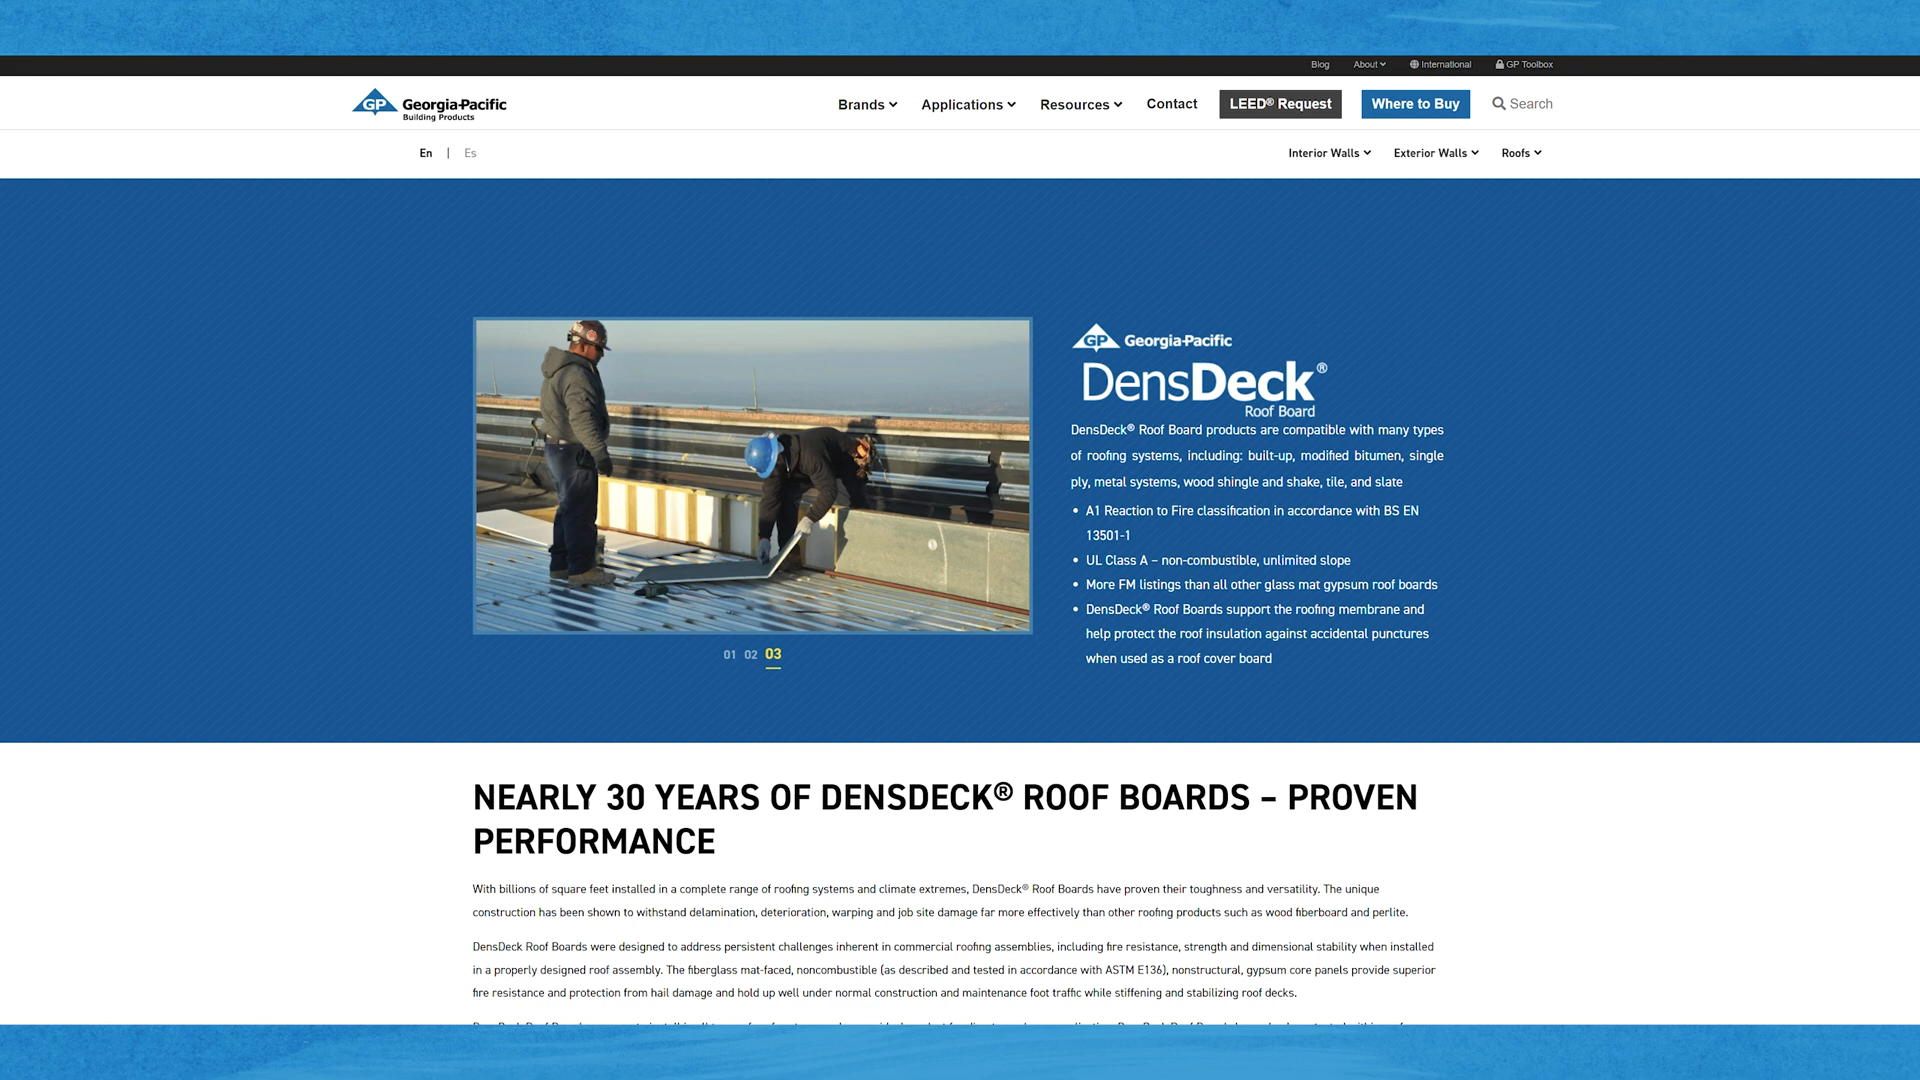 Blog About International GP Toolbox
GP Georgia-Pacific
Building Products
Brands Applications Resources Contact LEED® Request Where to Buy Search
En | Es
Interior Walls Exterior Walls Roofs
GP Georgia-Pacific
DensDeck®
Roof Board
DensDeck® Roof Board products are compatible with many types
of roofing systems, including: built-up, modified bitumen, single
ply, metal systems, wood shingle and shake, tile, and slate
• A1 Reaction to Fire classification in accordance with BS EN
13501-1
• UL Class A – non-combustible, unlimited slope
• More FM listings than all other glass mat gypsum roof boards
• DensDeck® Roof Boards support the roofing membrane and
help protect the roof insulation against accidental punctures
when used as a roof cover board
01 02 03
NEARLY 30 YEARS OF DENSDECK® ROOF BOARDS – PROVEN
PERFORMANCE
With billions of square feet installed in a complete range of roofing systems and climate extremes, DensDeck® Roof Boards have proven their toughness and versatility. The unique
construction has been shown to withstand delamination, deterioration, warping and job site damage far more effectively than other roofing products such as wood fiberboard and perlite.
DensDeck Roof Boards were designed to address persistent challenges inherent in commercial roofing assemblies, including fire resistance, strength and dimensional stability when installed
in a properly designed roof assembly. The fiberglass mat-faced, noncombustible (as described and tested in accordance with ASTM E136), nonstructural, gypsum core panels provide superior
fire resistance and protection from hail damage and hold up well under normal construction and maintenance foot traffic while stiffening and stabilizing roof decks.